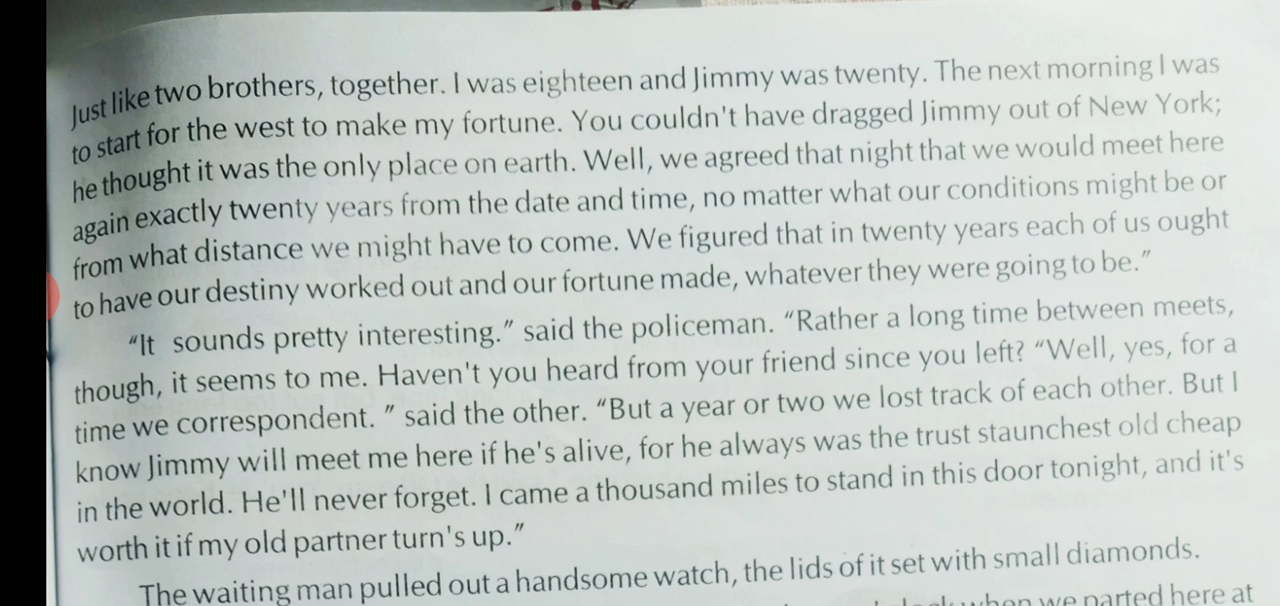 Just like two brothers, together. I was eighteen and Jimmy was twenty. The next morning I was
to start for the west to make my fortune. You couldn't have dragged Jimmy out of New York;
he thought it was the only place on earth. Well, we agreed that night that we would meet here
again exactly twenty years from the date and time, no matter what our conditions might be or
from what distance we might have to come. We figured that in twenty years each of us ought
to have our destiny worked out and our fortune made, whatever they were going to be.”
“It sounds pretty interesting.” said the policeman. “Rather a long time between meets,
though, it seems to me. Haven't you heard from your friend since you left? “Well, yes, for a
time we correspondent. ” said the other. “But a year or two we lost track of each other. But I
know Jimmy will meet me here if he's alive, for he always was the trust staunchest old cheap
in the world. He'll never forget. I came a thousand miles to stand in this door tonight, and it's
worth it if my old partner turn's up.”
The waiting man pulled out a handsome watch, the lids of it set with small diamonds.
when we parted here at